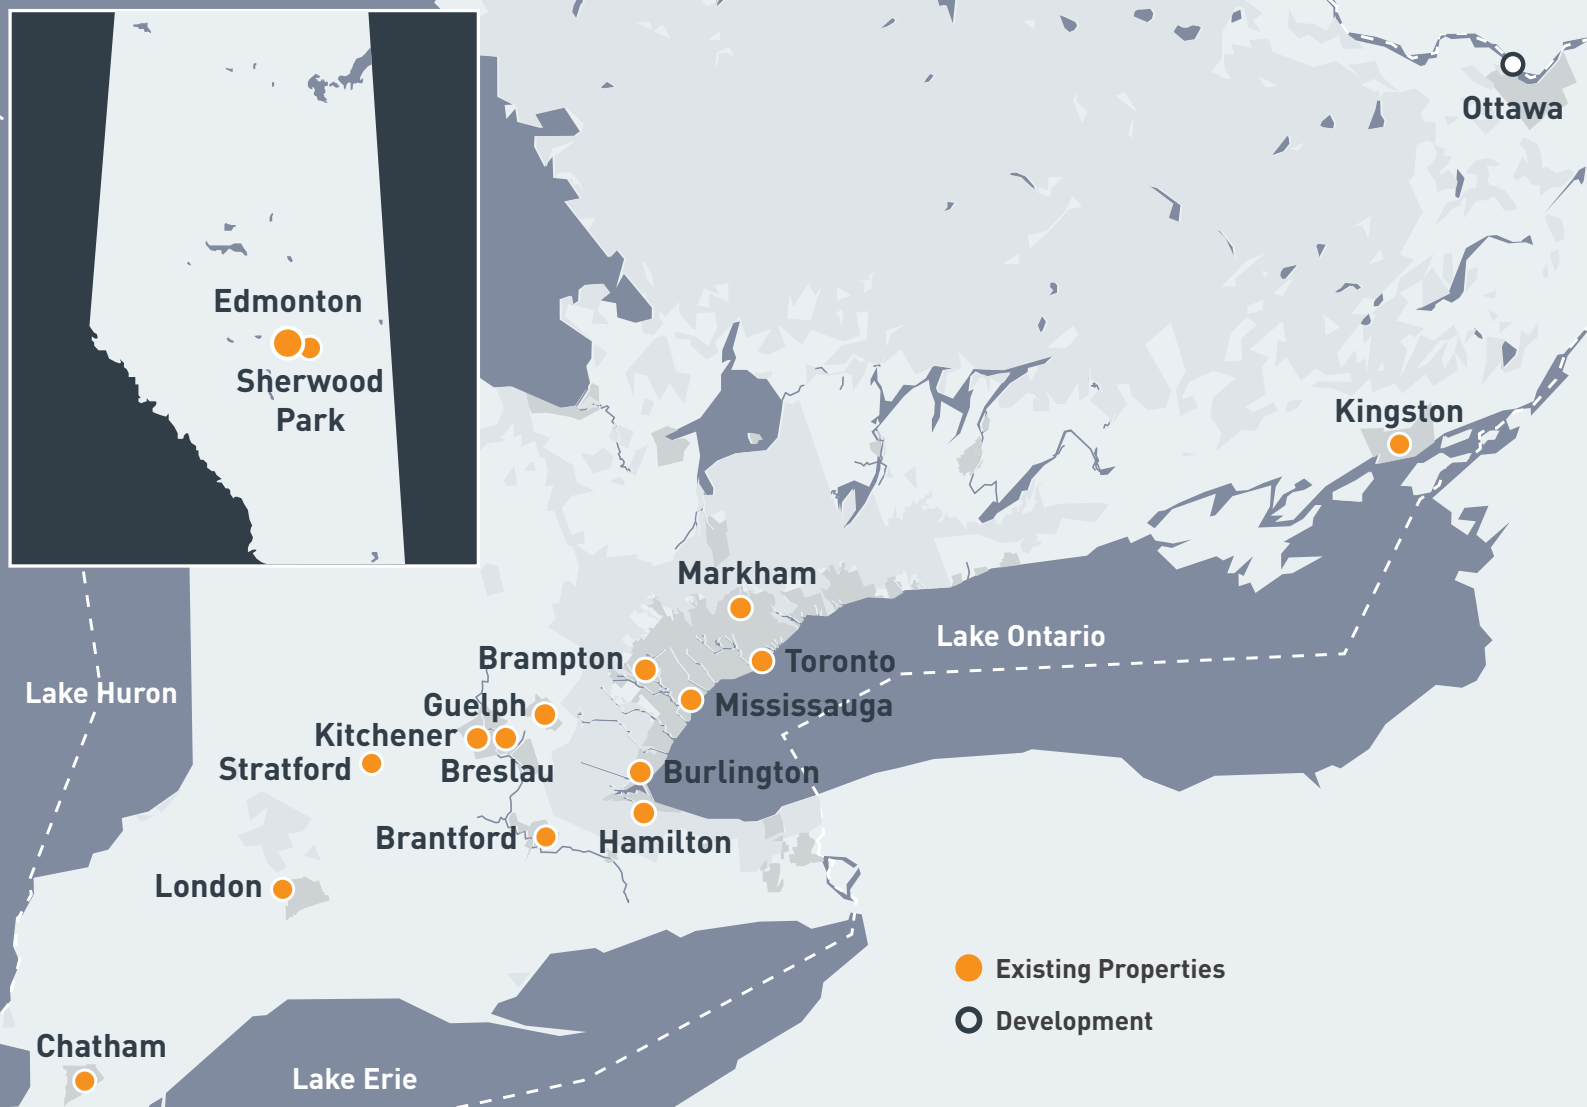 Ottawa
Edmonton
Sherwood
Park
Kingston
Markham
Lake Ontario
Brampton
Toronto
Lake Huron
Guelph
Mississauga
Kitchener
Stratford
Breslau
Burlington
Brantford
Hamilton
London
Existing Properties
Development
Chatham
Lake Erie